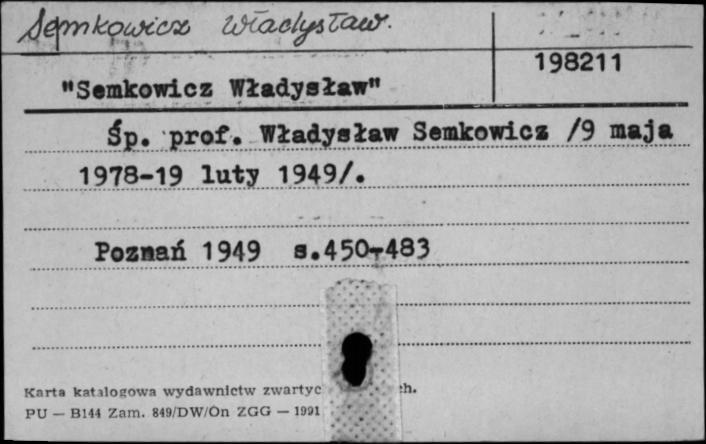 Semkowicz Władysław.
198211
"Semkowicz Władysław"
Śp. prof. Władysław Semkowicz /9 maja
1978-19 luty 1949/.
Poznań 1949 s.450-483
Karta katalogowa wydawnictw zwartyc ch.
PU — B144 Zam. 849/DW/On ZGG — 1991